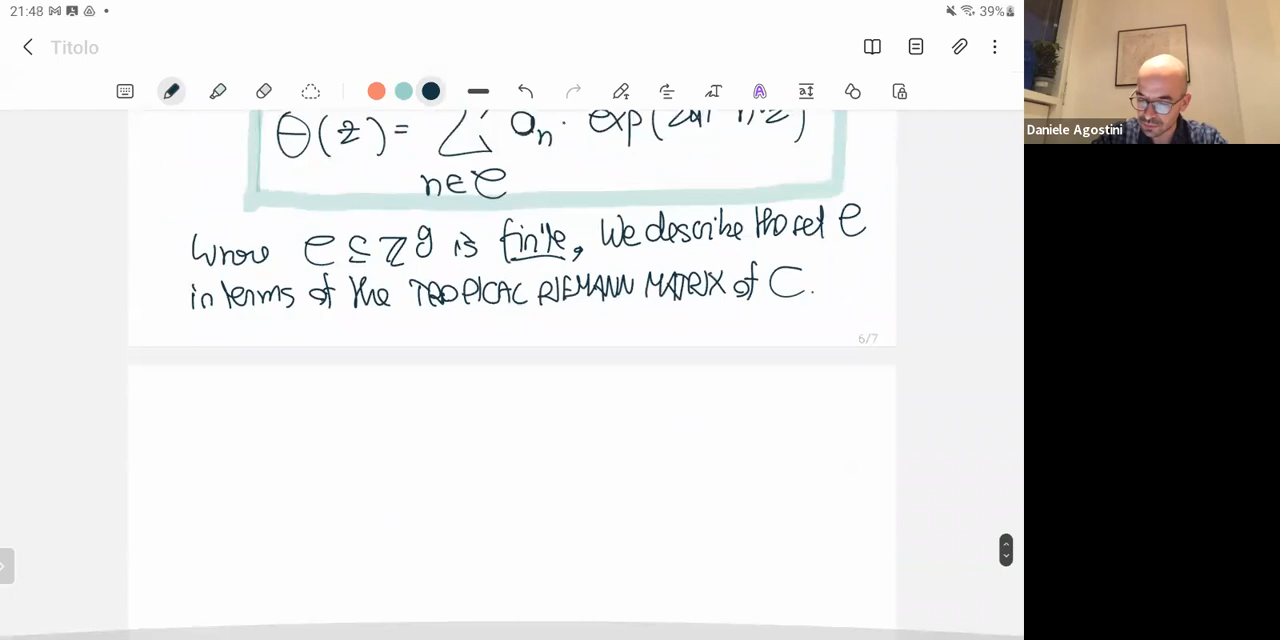 21:48
39%
Titolo
Daniele Agostini
θ(z) = Σ aₙ · exp(2πi n·z)
n∈𝒞
where 𝒞 ⊆ ℤ^g is finite, We describe the set 𝒞
in terms of the TROPICAL RIEMANN MATRIX of C.
6/7